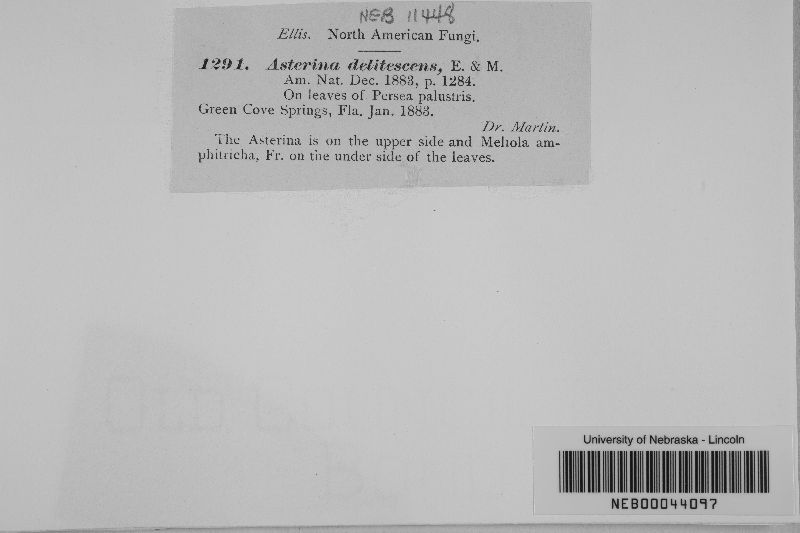 NEB 11448
Ellis. North American Fungi.
1291. Asterina delitescens, E. & M.
Am. Nat. Dec. 1883, p. 1284.
On leaves of Persea palustris.
Green Cove Springs, Fla. Jan. 1883.
Dr. Martin.
The Asterina is on the upper side and Meliola am-
phitricha, Fr. on the under side of the leaves.
University of Nebraska - Lincoln
NEB00044097